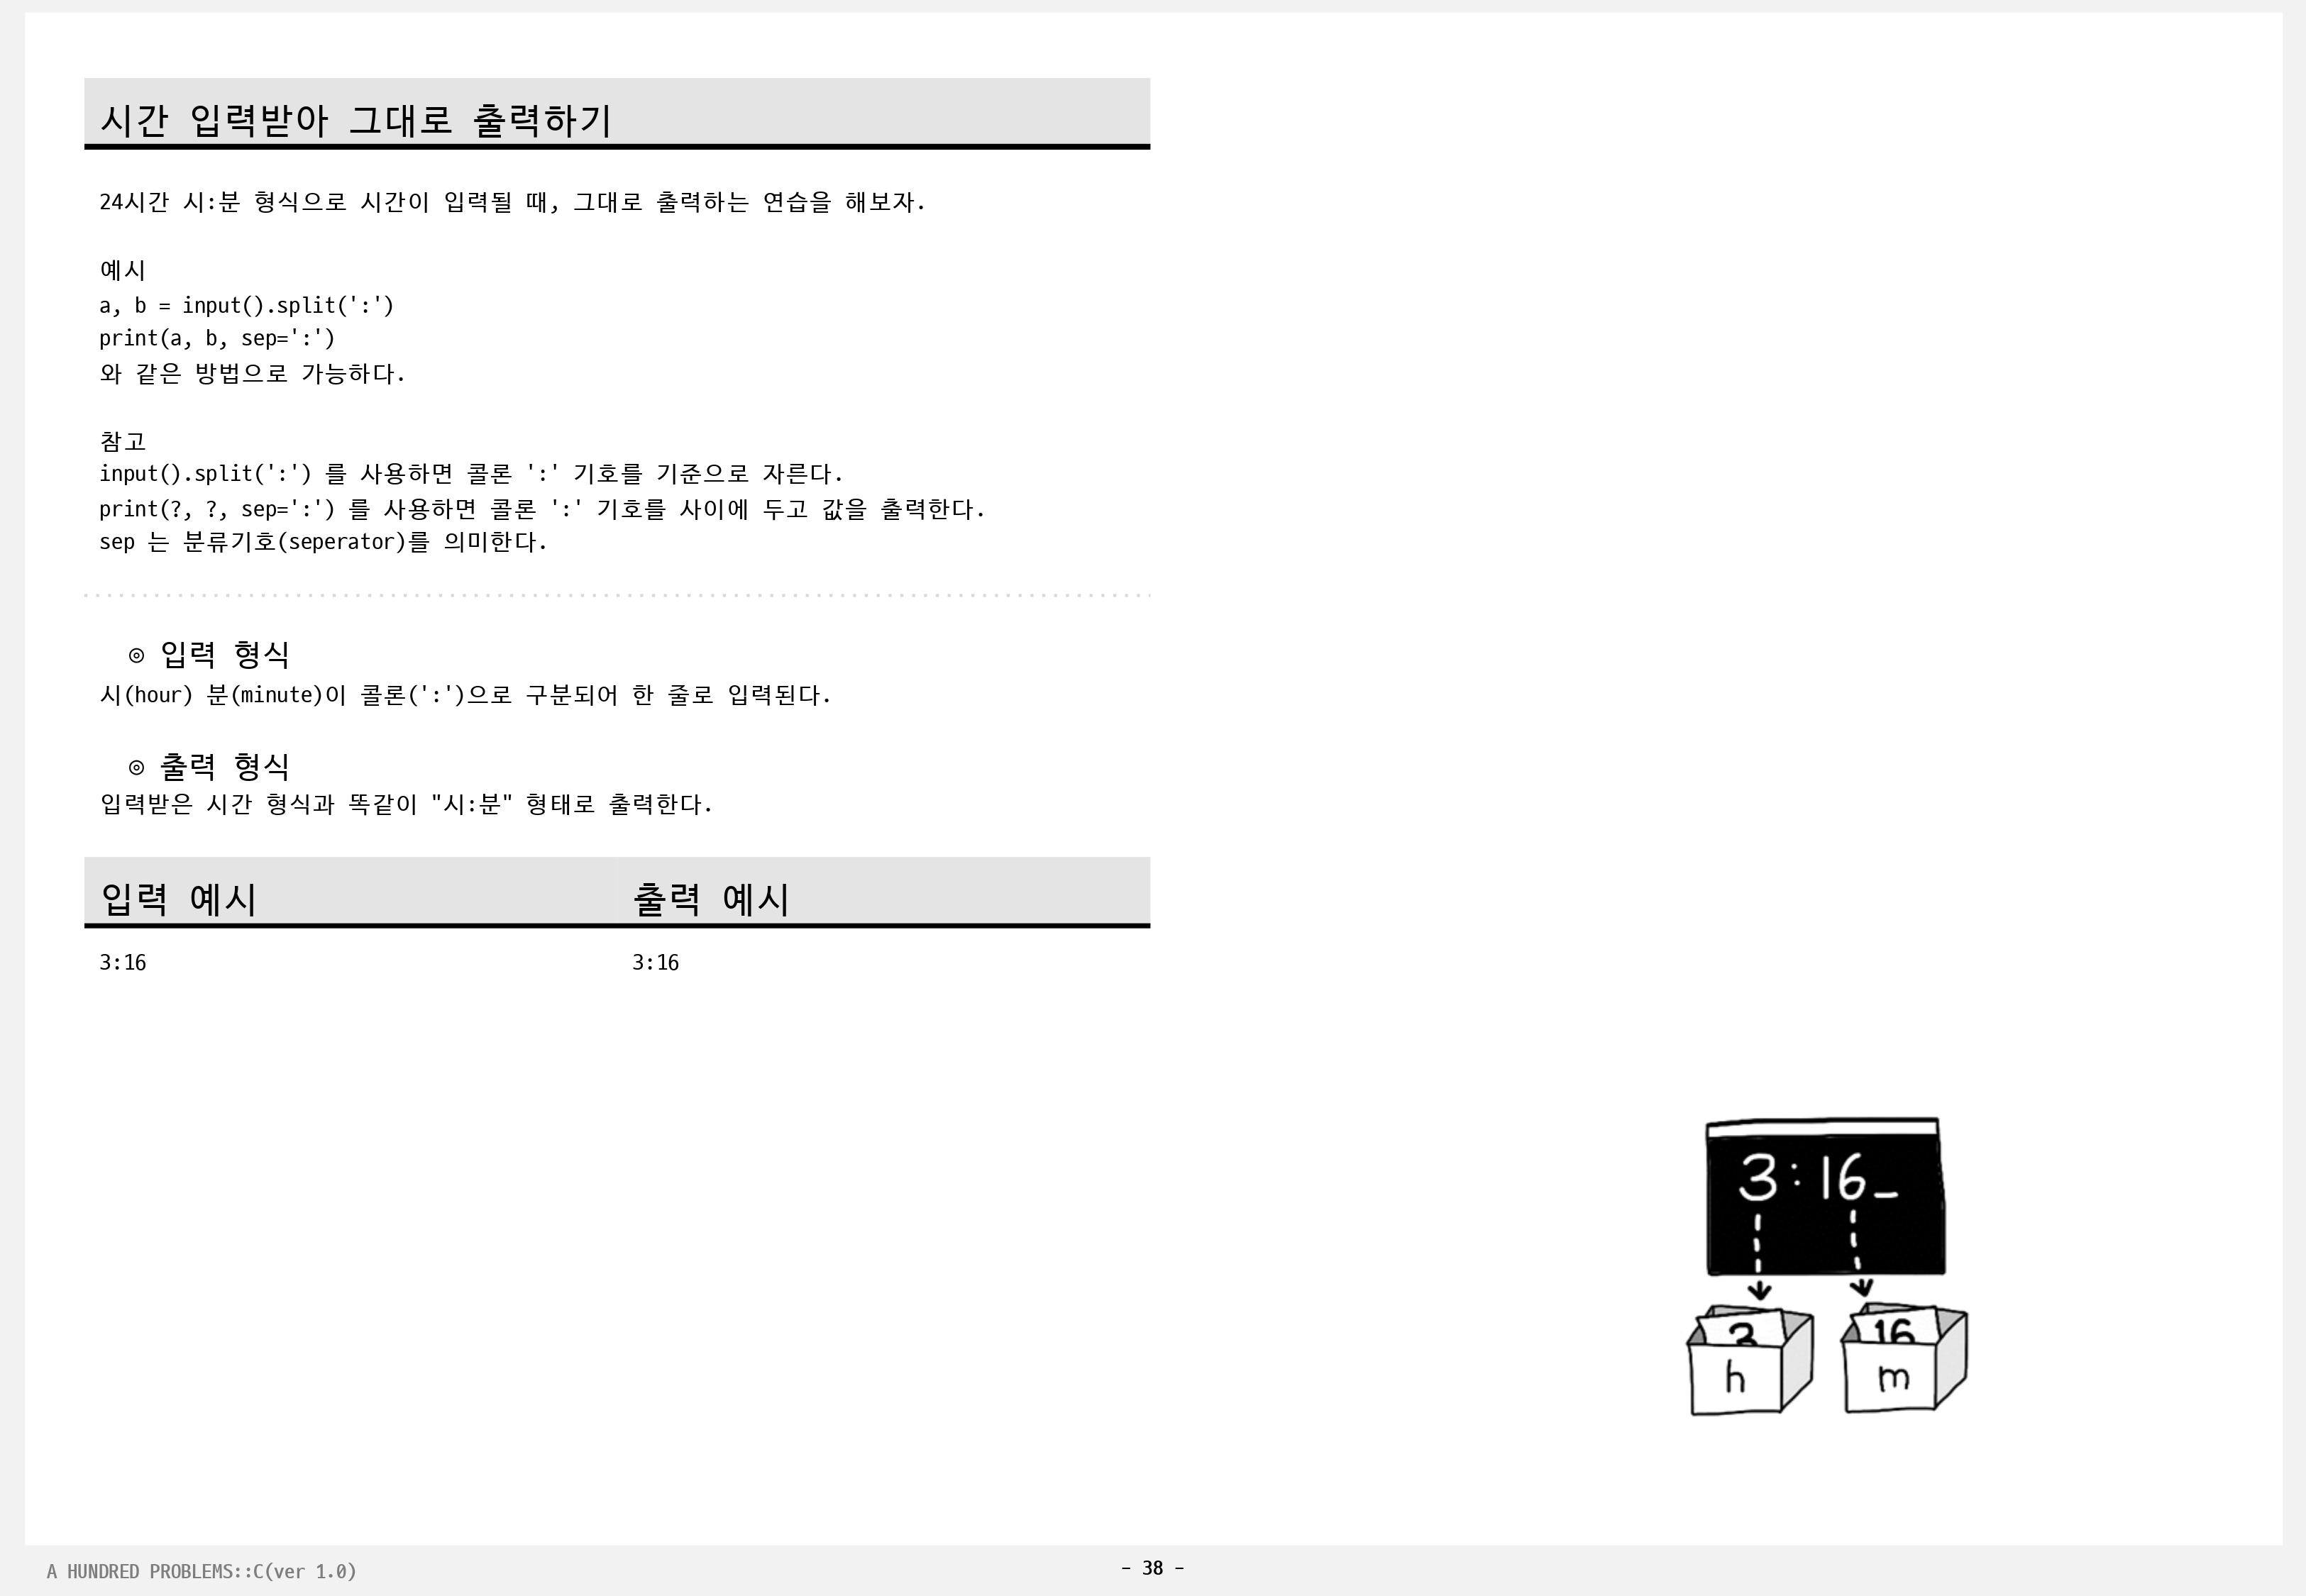 시간 입력받아 그대로 출력하기
24시간 시:분 형식으로 시간이 입력될 때, 그대로 출력하는 연습을 해보자.
예시
a, b = input().split(':')
print(a, b, sep=':')
와 같은 방법으로 가능하다.
참고
input().split(':') 를 사용하면 콜론 ':' 기호를 기준으로 자른다.
print(?, ?, sep=':') 를 사용하면 콜론 ':' 기호를 사이에 두고 값을 출력한다.
sep 는 분류기호(seperator)를 의미한다.
◎ 입력 형식
시(hour) 분(minute)이 콜론(':')으로 구분되어 한 줄로 입력된다.
◎ 출력 형식
입력받은 시간 형식과 똑같이 "시:분" 형태로 출력한다.
입력 예시 출력 예시
3:16 3:16
3:16_
3 16
h m
A HUNDRED PROBLEMS::C(ver 1.0) - 38 -